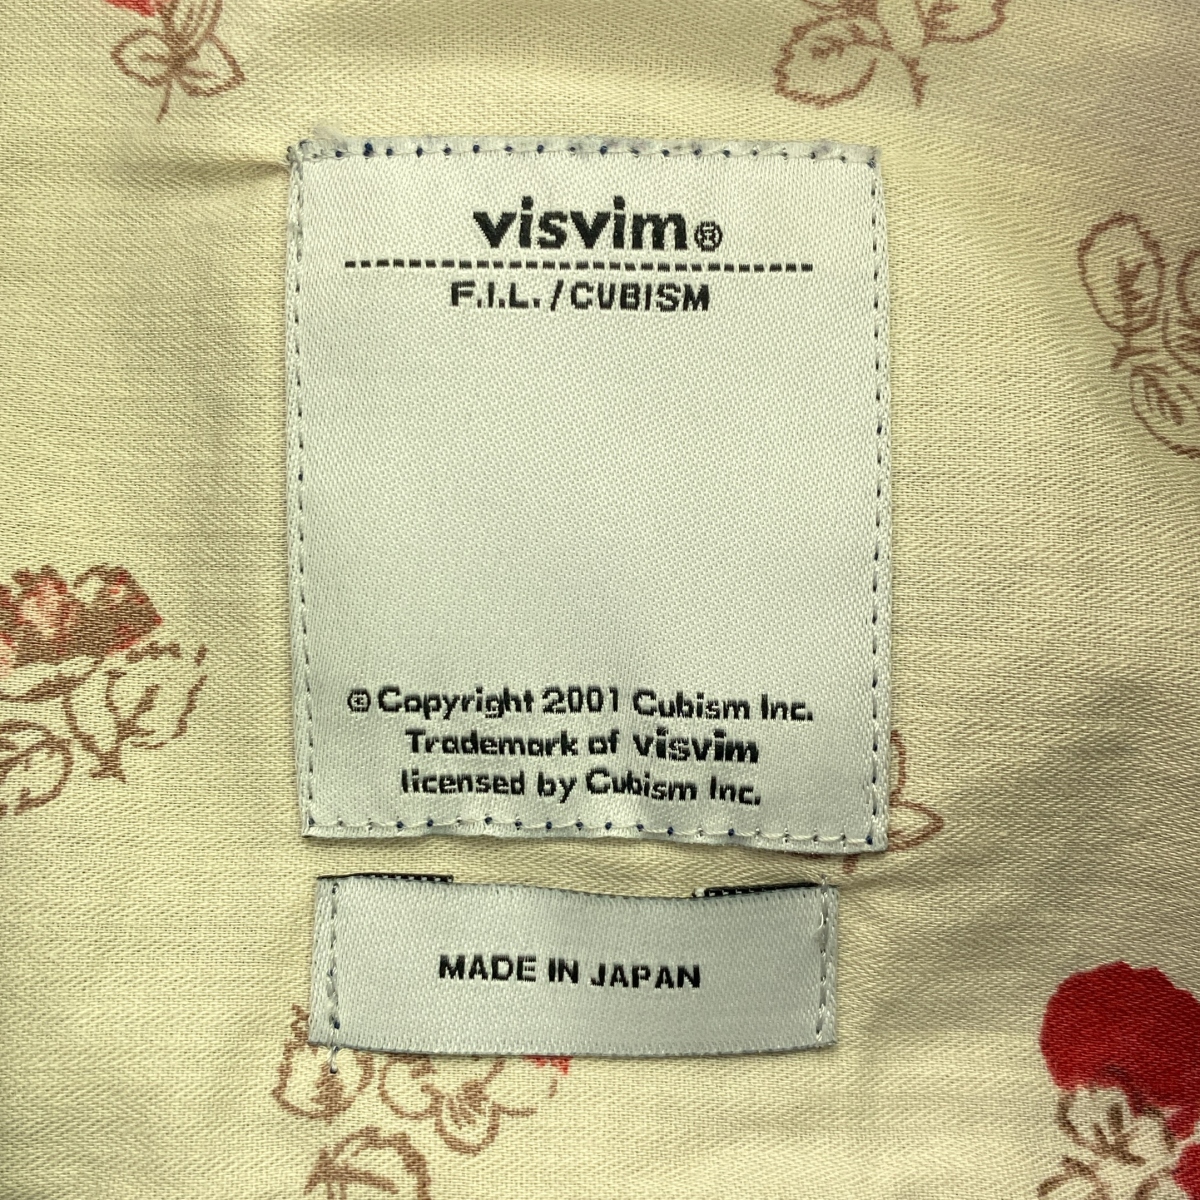 visvim®
F.I.L./CUBISM
© Copyright 2001 Cubism Inc.
Trademark of visvim
licensed by Cubism Inc.
MADE IN JAPAN